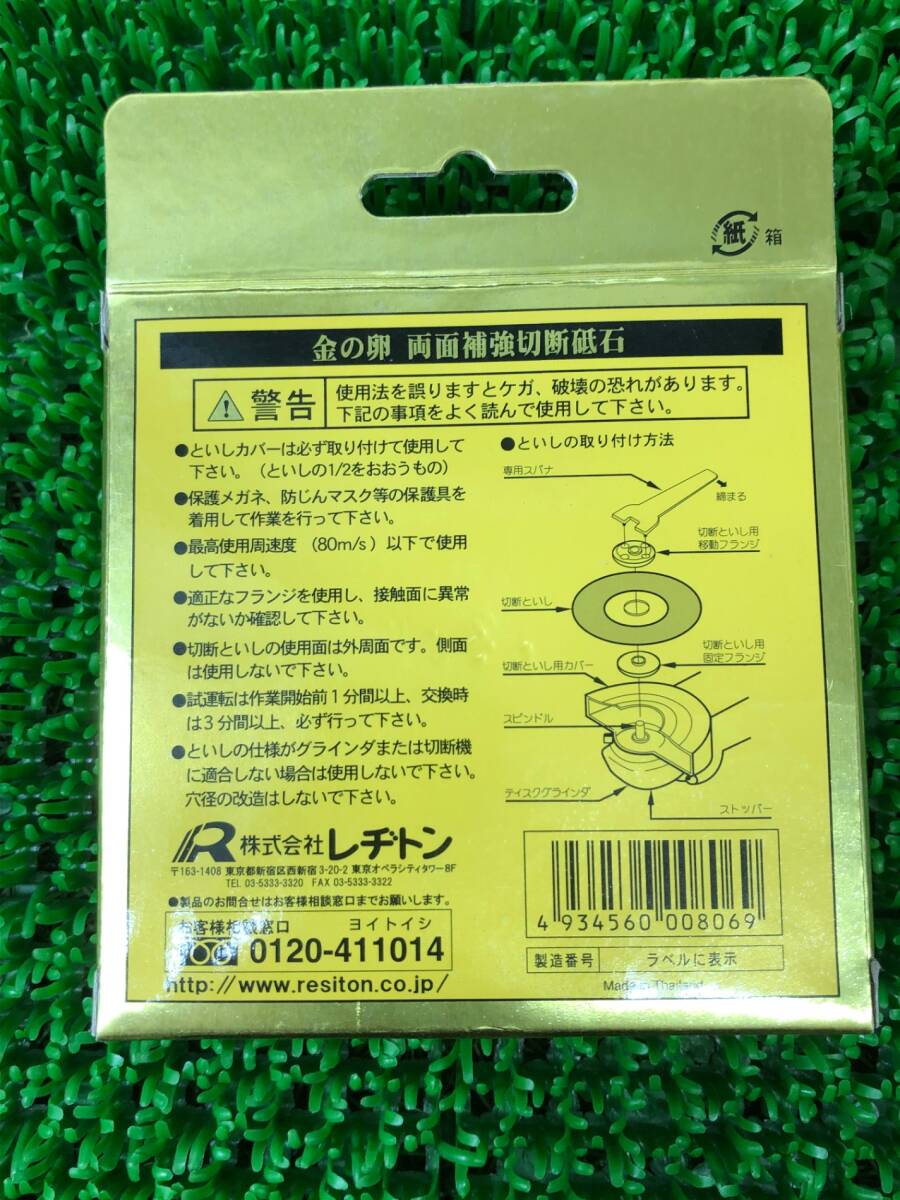 紙 箱
金の卵 両面補強切断砥石
警告
使用法を誤りますとケガ、破壊の恐れがあります。
下記の事項をよく読んで使用して下さい。
●といしカバーは必ず取り付けて使用して
下さい。(といしの1/2をおおうもの)
●保護メガネ、防じんマスク等の保護具を
着用して作業を行って下さい。
●最高使用周速度 (80m/s) 以下で使用
して下さい。
●適正なフランジを使用し、接触面に異常
がないか確認して下さい。
●切断といしの使用面は外周面です。側面
は使用しないで下さい。
●試運転は作業開始前1分間以上、交換時
は3分間以上、必ず行って下さい。
●といしの仕様がグラインダまたは切断機
に適合しない場合は使用しないで下さい。
穴径の改造はしないで下さい。
●といしの取り付け方法
専用スパナ
締まる
切断といし用
移動フランジ
切断といし
切断といし用
固定フランジ
切断といし用カバー
スピンドル
ディスクグラインダ
ストッパー
R 株式会社レヂトン
〒163-1408 東京都新宿区西新宿3-20-2 東京オペラシティタワー8F
TEL 03-5333-3320 FAX 03-5333-3322
●製品のお問合せはお客様相談窓口までお願いします。
お客様相談窓口 ヨイトイシ
0120-411014
http://www.resiton.co.jp/
4 934560 008069
製造番号 ラベルに表示
Made in Thailand